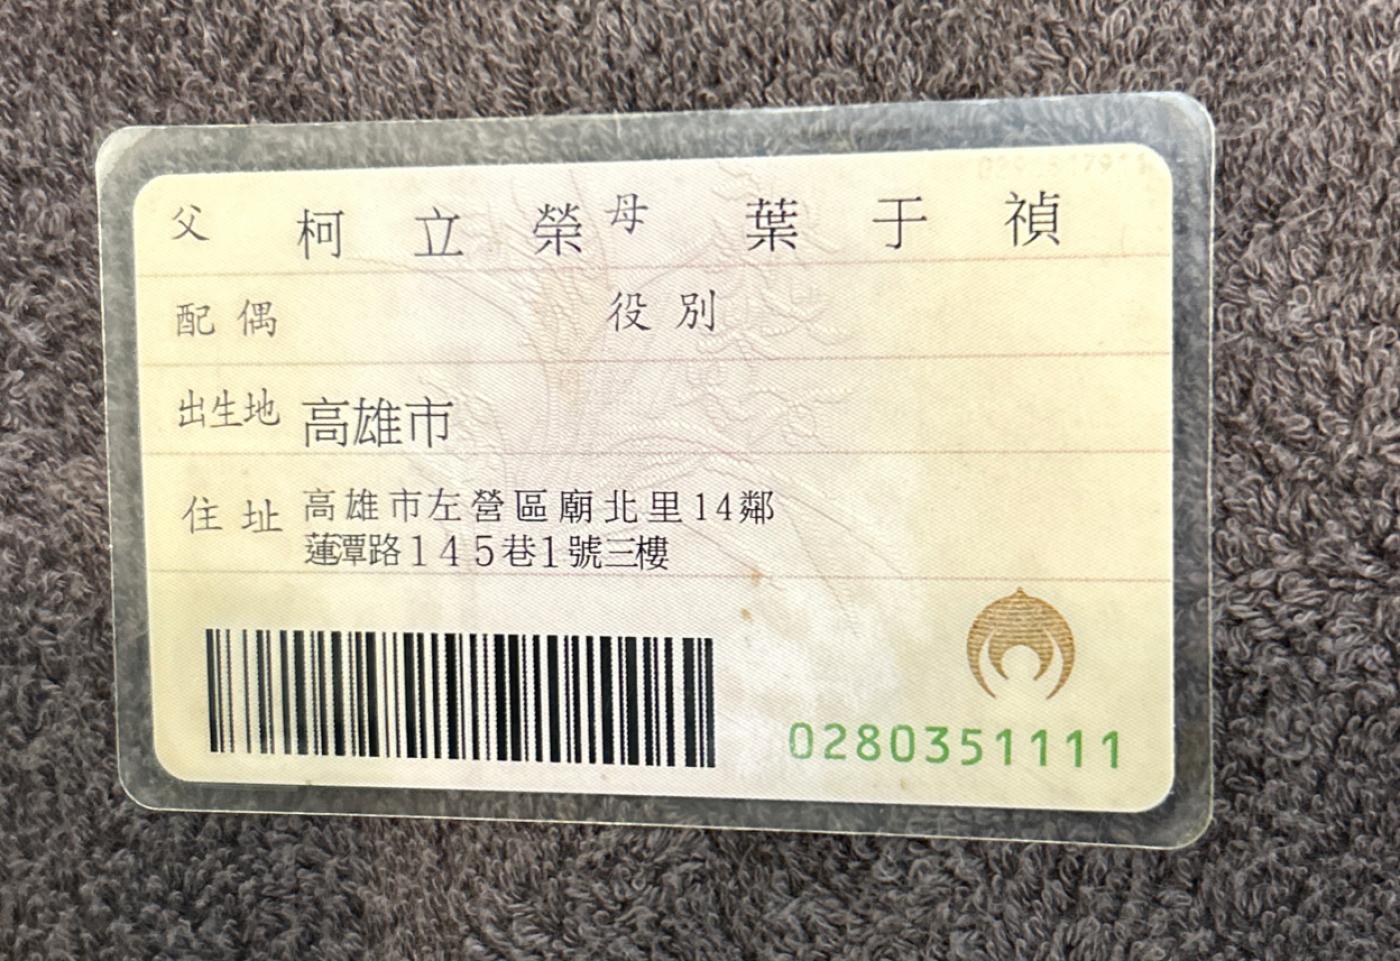 父 柯立榮 母 葉于禎
配偶 役別
出生地 高雄市
住址 高雄市左營區廟北里14鄰
蓮潭路145巷1號三樓
0280351111